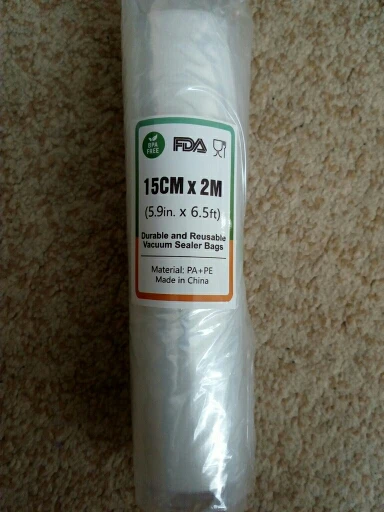 BPA
FREE
FDA
15CM x 2M
(5.9in. x 6.5ft)
Durable and Reusable
Vacuum Sealer Bags
Material: PA+PE
Made in China